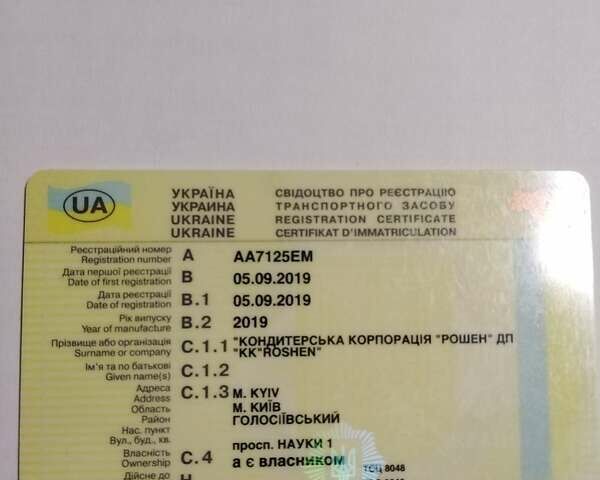 UA
УКРАЇНА СВІДОЦТВО ПРО РЕЄСТРАЦІЮ
УКРАИНА ТРАНСПОРТНОГО ЗАСОБУ
UKRAINE REGISTRATION CERTIFICATE
UKRAINE CERTIFIKAT D'IMMATRICULATION
Реєстраційний номер
Registration number A AA7125EM
Дата першої реєстрації
Date of first registration B 05.09.2019
Дата реєстрації
Date of registration B.1 05.09.2019
Рік випуску
Year of manufacture B.2 2019
Прізвище або організація "КОНДИТЕРСЬКА КОРПОРАЦІЯ "РОШЕН" ДП
Surname or company C.1.1 "KK"ROSHEN"
Ім'я та по батькові
Given name(s) C.1.2
Адреса C.1.3 M. KYIV
Address
Область М. КИЇВ
Район ГОЛОСІЇВСЬКИЙ
Нас. пункт
Вул., буд., кв. просп. НАУКИ 1
Власність
Ownership C.4 а є власником ТСЦ 8048
Дійсне до